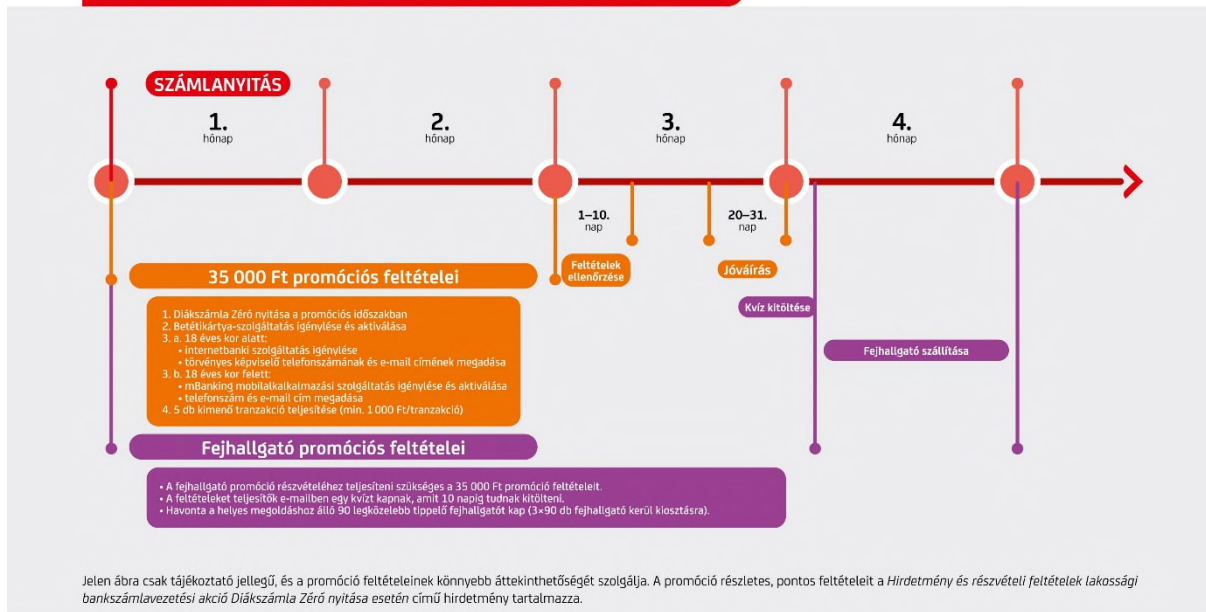 SZÁMLANYITÁS
1.
hónap
2.
hónap
3.
hónap
4.
hónap
1–10.
nap
20–31.
nap
Feltételek
ellenőrzése
Jóváírás
Kvíz kitöltése
Fejhallgató szállítása
35 000 Ft promóciós feltételei
1. Diákszámla Zéró nyitása a promóciós időszakban
2. Betétikártya-szolgáltatás igénylése és aktiválása
3. a. 18 éves kor alatt:
• internetbanki szolgáltatás igénylése
• törvényes képviselő telefonszámának és e-mail címének megadása
3. b. 18 éves kor felett:
• mBanking mobilalkalkalmazási szolgáltatás igénylése és aktiválása
• telefonszám és e-mail cím megadása
4. 5 db kimenő tranzakció teljesítése (min. 1 000 Ft/tranzakció)
Fejhallgató promóciós feltételei
• A fejhallgató promóció részvételéhez teljesíteni szükséges a 35 000 Ft promóció feltételeit.
• A feltételeket teljesítők e-mailben egy kvízt kapnak, amit 10 napig tudnak kitölteni.
• Havonta a helyes megoldáshoz álló 90 legközelebb tippelő fejhallgatót kap (3×90 db fejhallgató kerül kiosztásra).
Jelen ábra csak tájékoztató jellegű, és a promóció feltételeinek könnyebb áttekinthetőségét szolgálja. A promóció részletes, pontos feltételeit a Hirdetmény és részvételi feltételek lakossági
bankszámlavezetési akció Diákszámla Zéró nyitása esetén című hirdetmény tartalmazza.